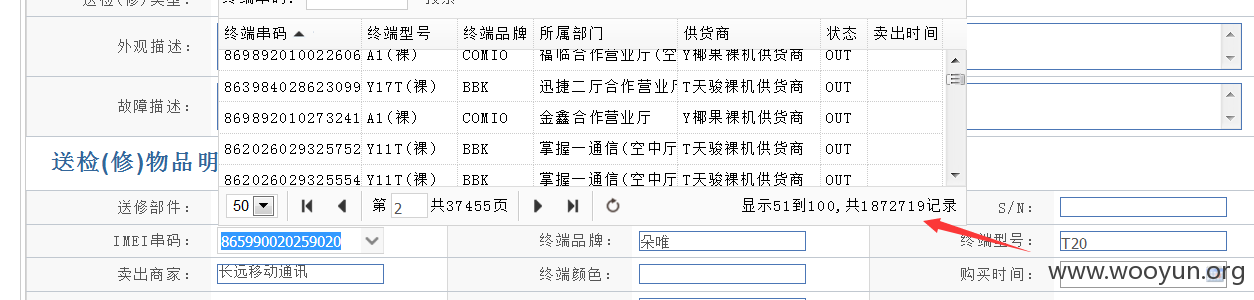 外观描述:
故障描述:
终端串码 终端型号 终端品牌 所属部门 供货商 状态 卖出时间
869892010022606 A1(裸) COMIO 福临合作营业厅(空 Y椰果裸机供货商 OUT
863984028623099 Y17T(裸) BBK 迅捷二厅合作营业厅 T天骏裸机供货商 OUT
869892010273241 A1(裸) COMIO 金鑫合作营业厅 Y椰果裸机供货商 OUT
862026029325752 Y11T(裸) BBK 掌握一通信(空中厅 T天骏裸机供货商 OUT
862026029325554 Y11T(裸) BBK 掌握一通信(空中厅 T天骏裸机供货商 OUT
50 第 2 共37455页 显示51到100,共1872719记录
送检(修)物品明
送修部件: S/N:
IMEI串码: 865990020259020 终端品牌: 朵唯 终端型号: T20
卖出商家: 长远移动通讯 终端颜色: 购买时间:
www.wooyun.org